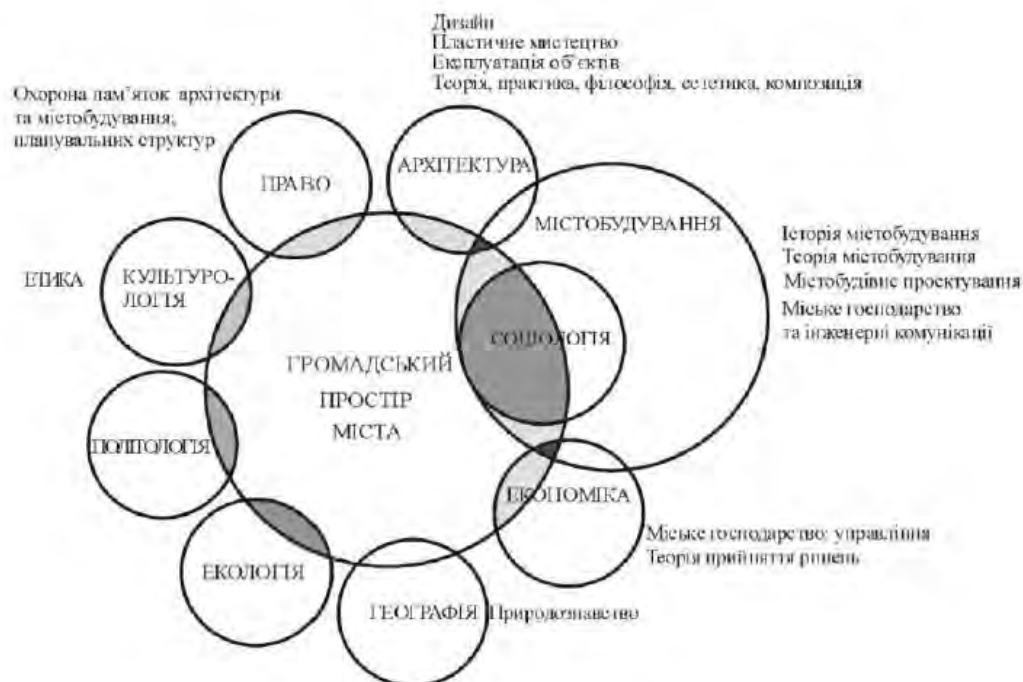 Дизайн
Пластичне мистецтво
Експлуатація об'єктів
Теорія, практика, філософія, естетика, композиція
Охорона пам'яток архітектури
та містобудування;
планувальних структур
ПРАВО
АРХІТЕКТУРА
МІСТОБУДУВАННЯ
Історія містобудування
Теорія містобудування
Містобудівне проектування
Міське господарство
та інженерні комунікації
ЕТИКА
КУЛЬТУРО-
ЛОГІЯ
СОЦІОЛОГІЯ
ГРОМАДСЬКИЙ
ПРОСТІР
МІСТА
ПОЛІТОЛОГІЯ
ЕКОНОМІКА
Міське господарство: управління
Теорія прийняття рішень
ЕКОЛОГІЯ
ГЕОГРАФІЯ Природознавство